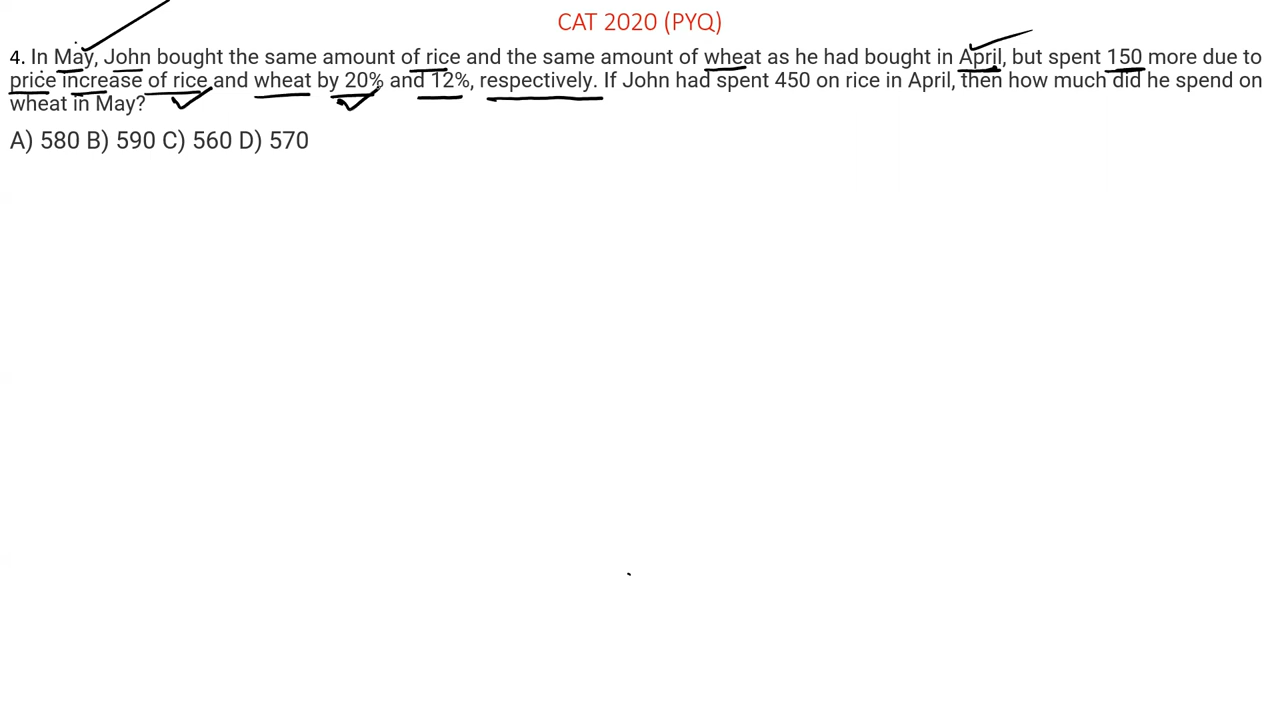 CAT 2020 (PYQ)
4. In May, John bought the same amount of rice and the same amount of wheat as he had bought in April, but spent 150 more due to
price increase of rice and wheat by 20% and 12%, respectively. If John had spent 450 on rice in April, then how much did he spend on
wheat in May?
A) 580 B) 590 C) 560 D) 570